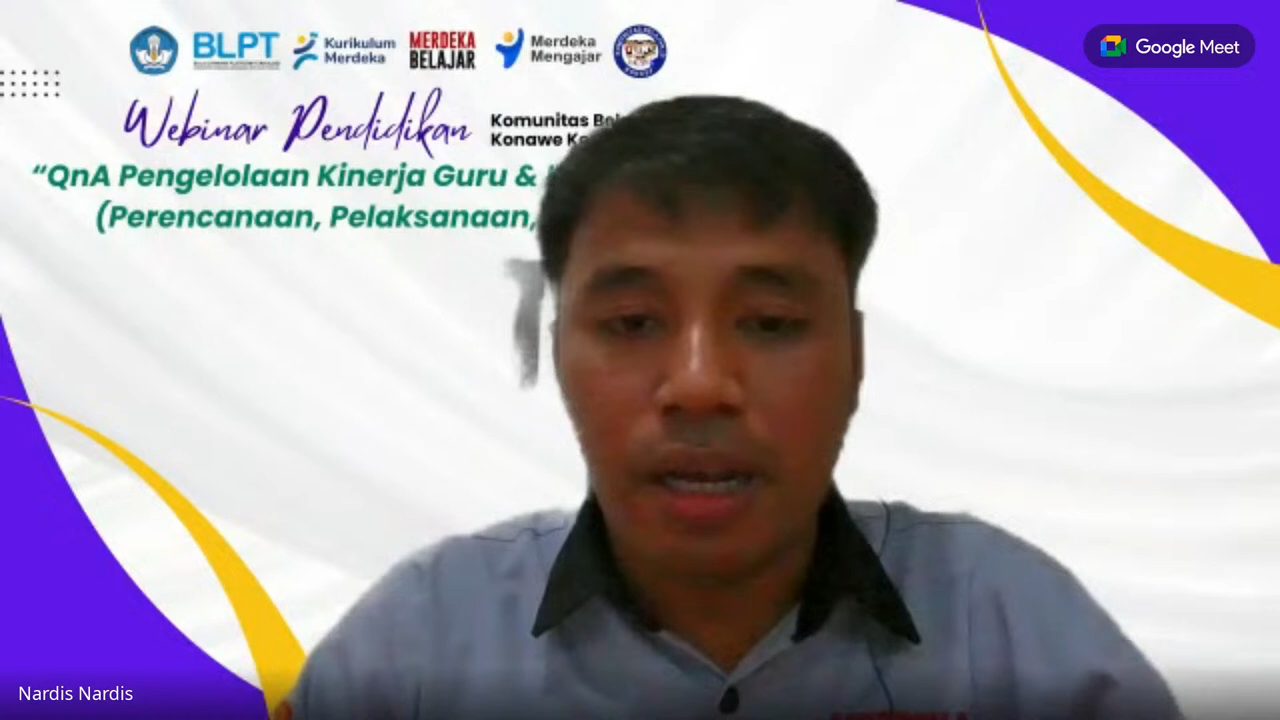 BLPT
Kurikulum
Merdeka
MERDEKA
BELAJAR
Merdeka
Mengajar
Google Meet
Webinar Pendidikan
Komunitas
Konawe
“QnA Pengelolaan Kinerja Guru &
(Perencanaan, Pelaksanaan,
Nardis Nardis